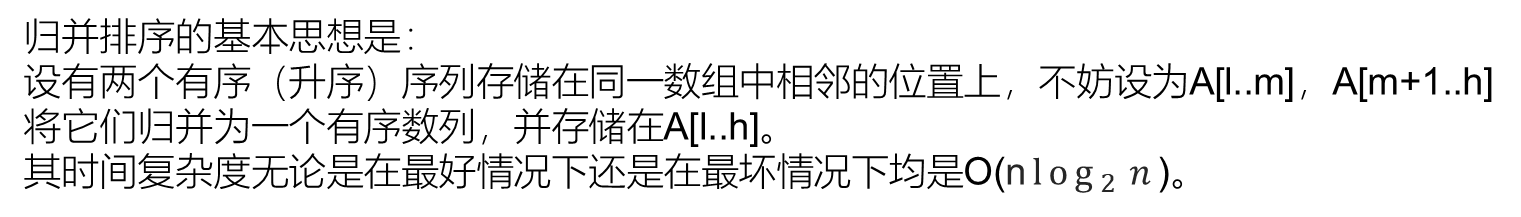 归并排序的基本思想是：
设有两个有序（升序）序列存储在同一数组中相邻的位置上，不妨设为A[l..m]，A[m+1..h]
将它们归并为一个有序数列，并存储在A[l..h]。
其时间复杂度无论是在最好情况下还是在最坏情况下均是O(nlog₂ n)。